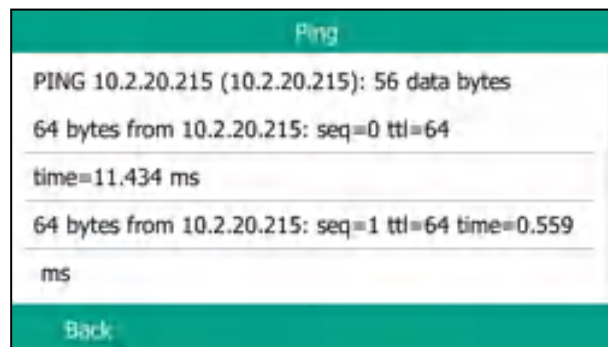 Ping
PING 10.2.20.215 (10.2.20.215): 56 data bytes
64 bytes from 10.2.20.215: seq=0 ttl=64
time=11.434 ms
64 bytes from 10.2.20.215: seq=1 ttl=64 time=0.559
ms
Back